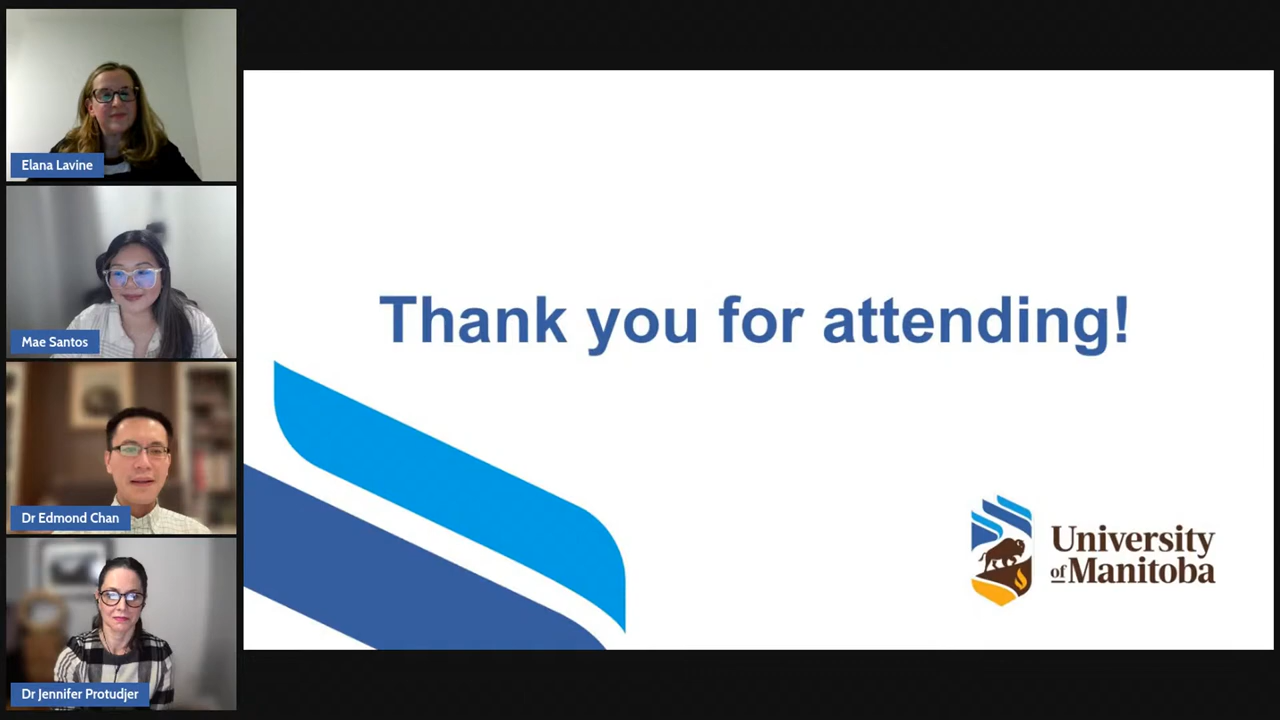 Elana Lavine
Mae Santos
Dr Edmond Chan
Dr Jennifer Protudjer
Thank you for attending!
University
of Manitoba